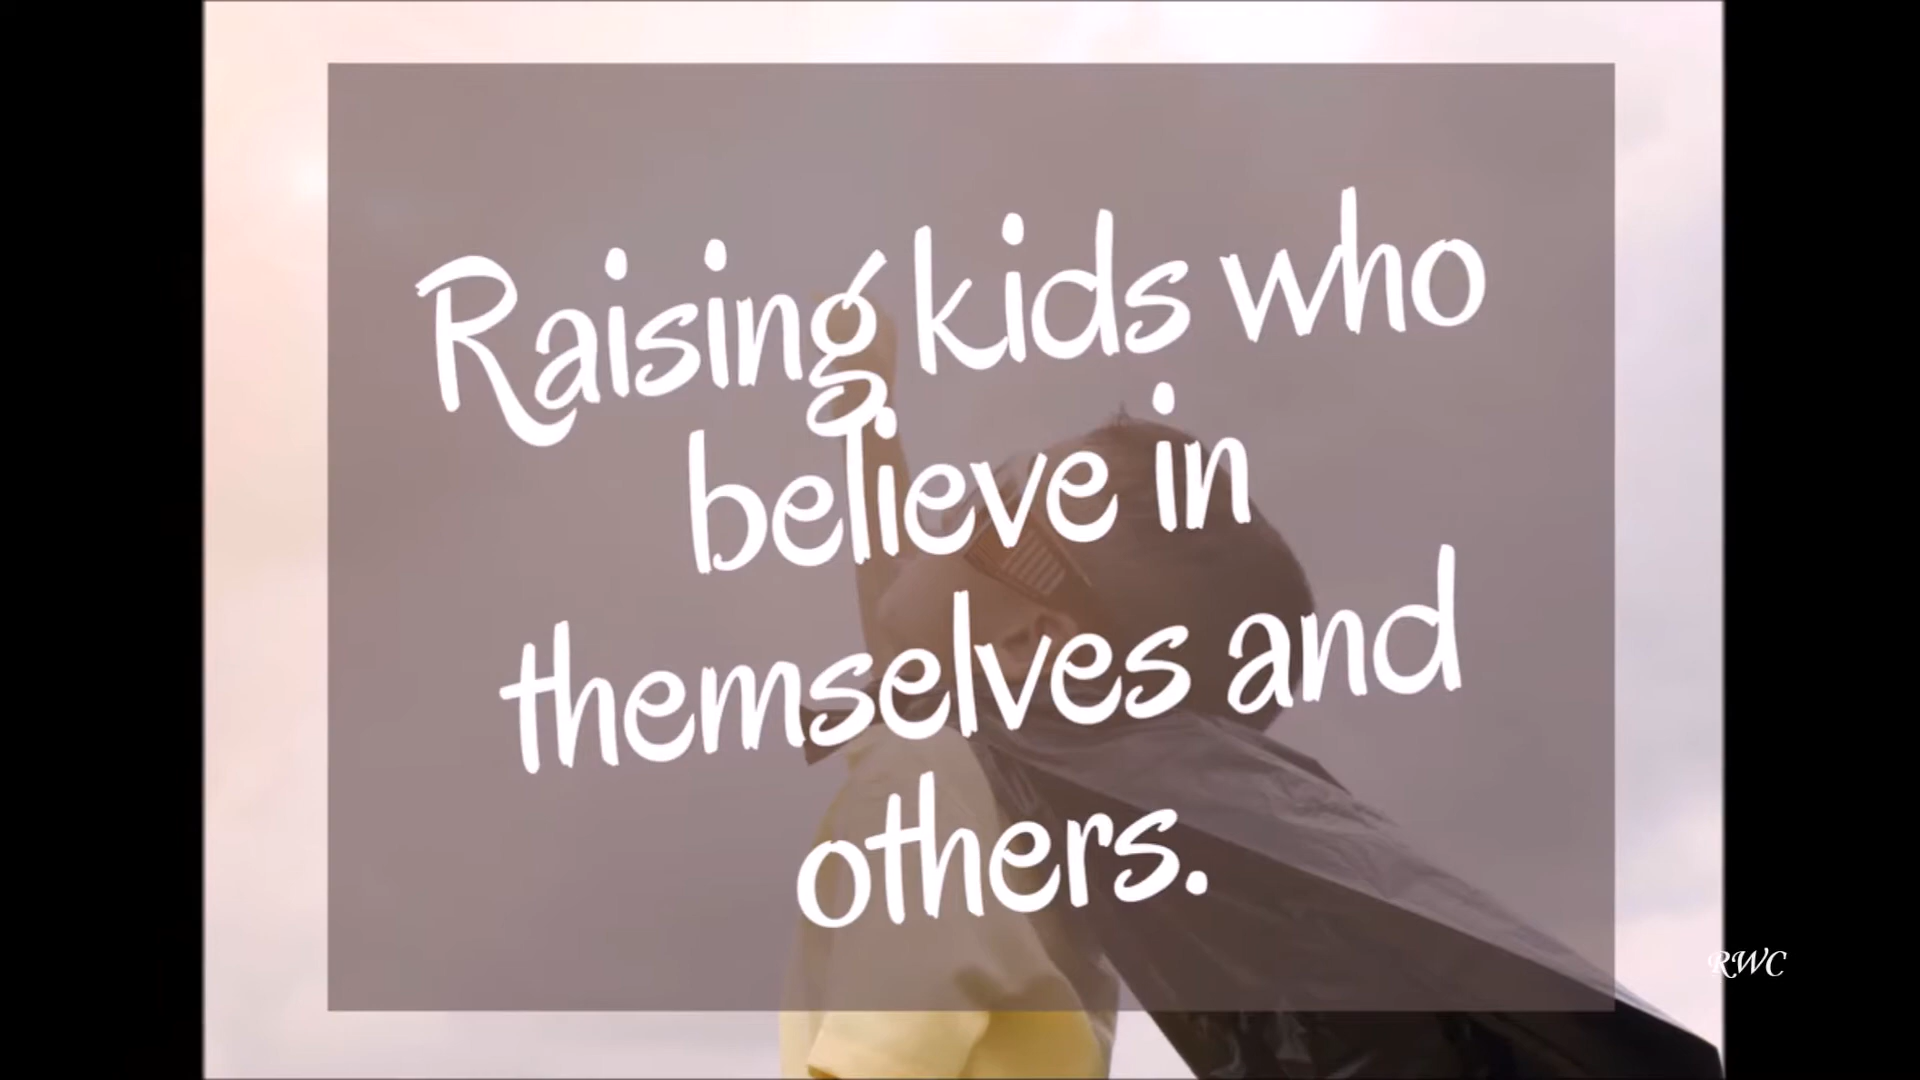 Raising kids who
believe in
themselves and
others.
RWC